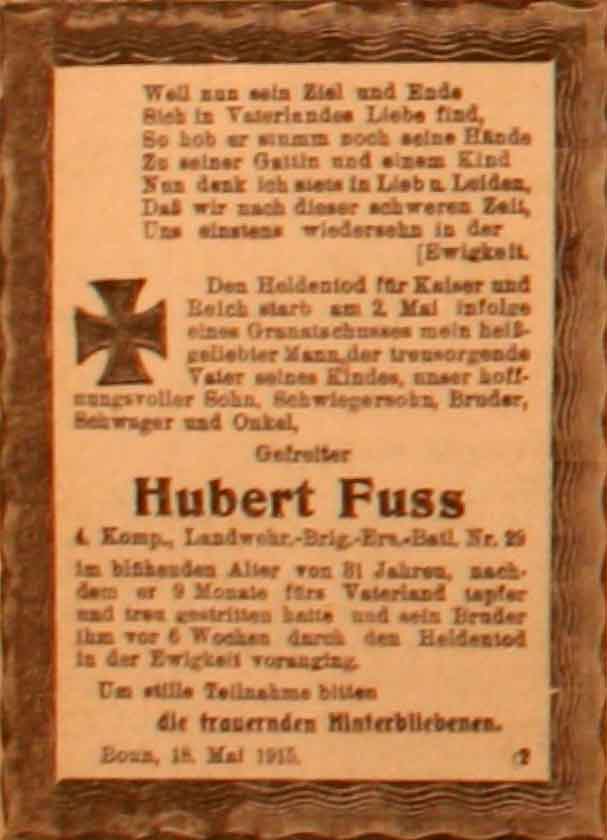 Weil nun sein Ziel und Ende
Sich in Vaterlandes Liebe find,
So hob er stumm noch seine Hände
Zu seiner Gattin und einem Kind
Nun denk ich stets in Lieb u. Leiden,
Daß wir nach dieser schweren Zeit,
Uns einstens wiedersehn in der
[Ewigkeit.
Den Heldentod für Kaiser und
Reich starb am 2. Mai infolge
eines Granatschusses mein heiß-
geliebter Mann, der treusorgende
Vater seines Kindes, unser hoff-
nungsvoller Sohn, Schwiegersohn, Bruder,
Schwager und Onkel,
Gefreiter
Hubert Fuss
4. Komp., Landwehr.-Brig.-Ers.-Batl. Nr. 29
im blühenden Alter von 31 Jahren, nach-
dem er 9 Monate fürs Vaterland tapfer
und treu gestritten hatte und sein Bruder
ihm vor 6 Wochen durch den Heldentod
in der Ewigkeit voranging.
Um stille Teilnahme bitten
die trauernden Hinterbliebenen.
Bonn, 18. Mai 1915.